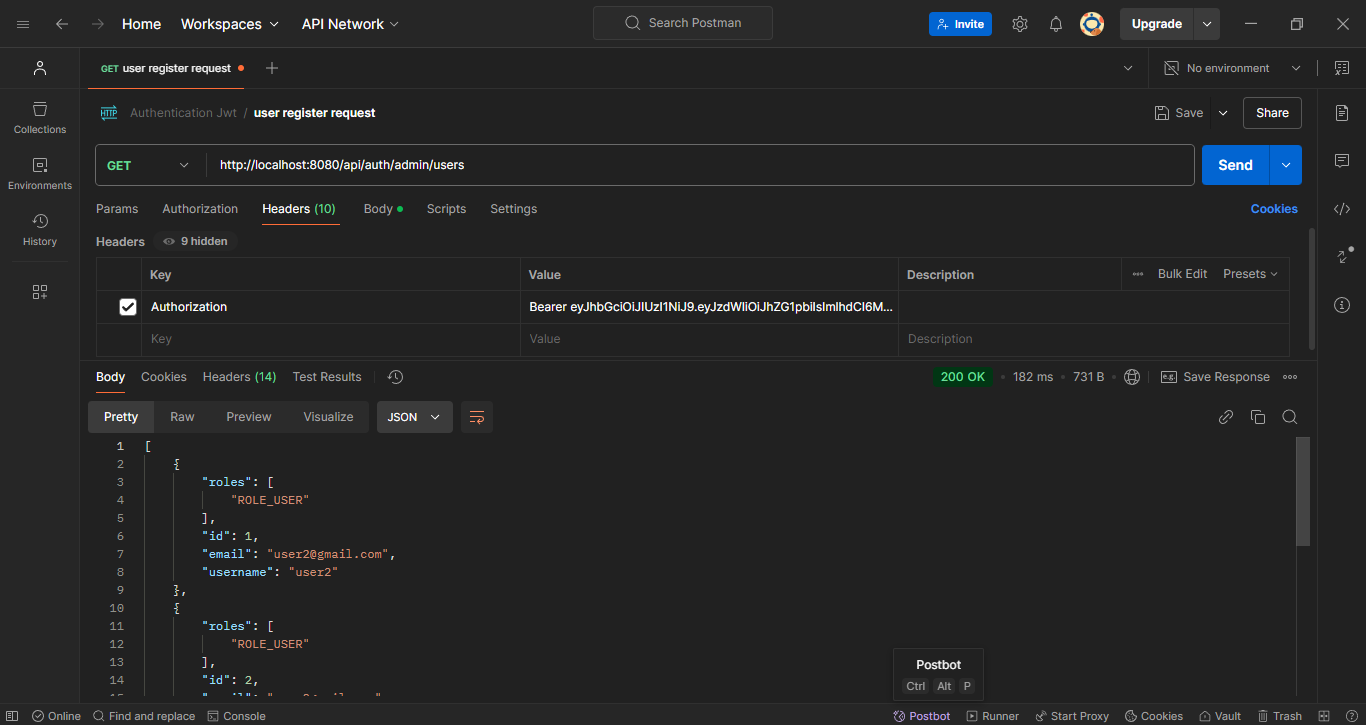 Home Workspaces API Network Search Postman Invite Upgrade
GET user register request No environment
HTTP Authentication Jwt / user register request Save Share
Collections
GET http://localhost:8080/api/auth/admin/users Send
Environments
Params Authorization Headers (10) Body Scripts Settings Cookies
History
Headers 9 hidden
Key Value Description Bulk Edit Presets
Authorization Bearer eyJhbGciOiJIUzI1NiJ9.eyJzdWIiOiJhZG1pbiIsImlhdCI6M...
Key Value Description
Body Cookies Headers (14) Test Results 200 OK 182 ms 731 B e.g. Save Response
Pretty Raw Preview Visualize JSON
1 [
2 {
3 "roles": [
4 "ROLE_USER"
5 ],
6 "id": 1,
7 "email": "user2@gmail.com",
8 "username": "user2"
9 },
10 {
11 "roles": [
12 "ROLE_USER"
13 ],
14 "id": 2,
Postbot
Ctrl Alt P
Online Find and replace Console Postbot Runner Start Proxy Cookies Vault Trash